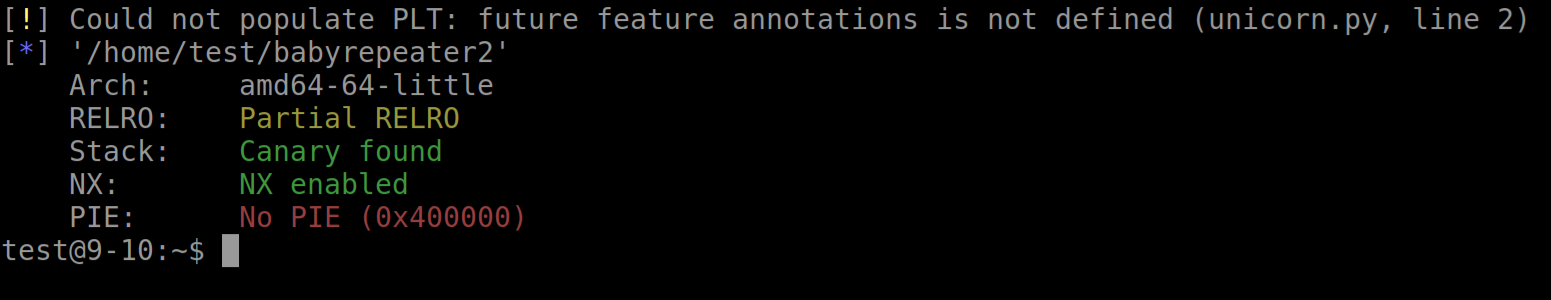 [!] Could not populate PLT: future feature annotations is not defined (unicorn.py, line 2)
[*] '/home/test/babyrepeater2'
    Arch:     amd64-64-little
    RELRO:    Partial RELRO
    Stack:    Canary found
    NX:       NX enabled
    PIE:      No PIE (0x400000)
test@9-10:~$